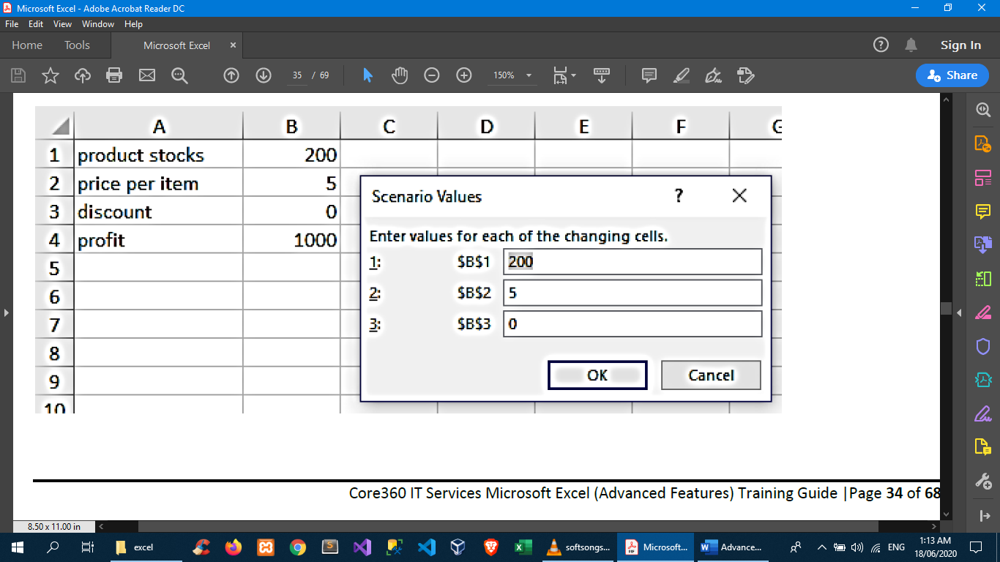 Microsoft Excel - Adobe Acrobat Reader DC
File Edit View Window Help
Home Tools Microsoft Excel × Sign In
35 / 69 150% Share
A B C D E F G
1 product stocks 200
2 price per item 5
3 discount 0
4 profit 1000
5
6
7
8
9
10
Scenario Values ?
Enter values for each of the changing cells.
1: $B$1 200
2: $B$2 5
3: $B$3 0
OK Cancel
Core360 IT Services Microsoft Excel (Advanced Features) Training Guide |Page 34 of 68
8.50 x 11.00 in
excel softsongs... Microsoft... Advance... ENG 1:13 AM
18/06/2020